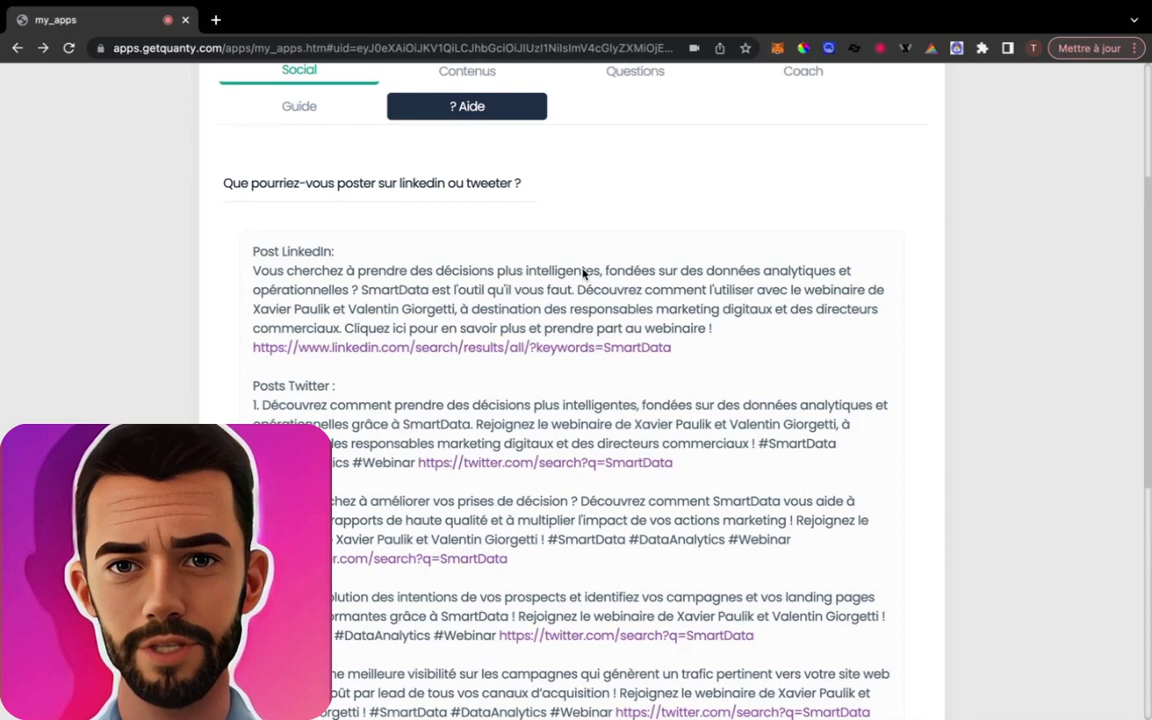 my_apps
apps.getquanty.com/apps/my_apps.htm#uid=eyJ0eXAiOiJKV1QiLCJhbGciOiJIUzI1NiIsImV4cGlyZXMiOjE...
Mettre à jour
T
Social
Contenus
Questions
Coach
Guide
? Aide
Que pourriez-vous poster sur linkedin ou tweeter ?
Post LinkedIn:
Vous cherchez à prendre des décisions plus intelligentes, fondées sur des données analytiques et
opérationnelles ? SmartData est l'outil qu'il vous faut. Découvrez comment l'utiliser avec le webinaire de
Xavier Paulik et Valentin Giorgetti, à destination des responsables marketing digitaux et des directeurs
commerciaux. Cliquez ici pour en savoir plus et prendre part au webinaire !
https://www.linkedin.com/search/results/all/?keywords=SmartData
Posts Twitter :
1. Découvrez comment prendre des décisions plus intelligentes, fondées sur des données analytiques et
opérationnelles grâce à SmartData. Rejoignez le webinaire de Xavier Paulik et Valentin Giorgetti, à
des responsables marketing digitaux et des directeurs commerciaux ! #SmartData
#Webinar https://twitter.com/search?q=SmartData
à améliorer vos prises de décision ? Découvrez comment SmartData vous aide à
rapports de haute qualité et à multiplier l'impact de vos actions marketing ! Rejoignez le
Xavier Paulik et Valentin Giorgetti ! #SmartData #DataAnalytics #Webinar
.com/search?q=SmartData
des intentions de vos prospects et identifiez vos campagnes et vos landing pages
grâce à SmartData ! Rejoignez le webinaire de Xavier Paulik et Valentin Giorgetti !
#DataAnalytics #Webinar https://twitter.com/search?q=SmartData
meilleure visibilité sur les campagnes qui génèrent un trafic pertinent vers votre site web
par lead de tous vos canaux d'acquisition ! Rejoignez le webinaire de Xavier Paulik et
! #SmartData #DataAnalytics #Webinar https://twitter.com/search?q=SmartData